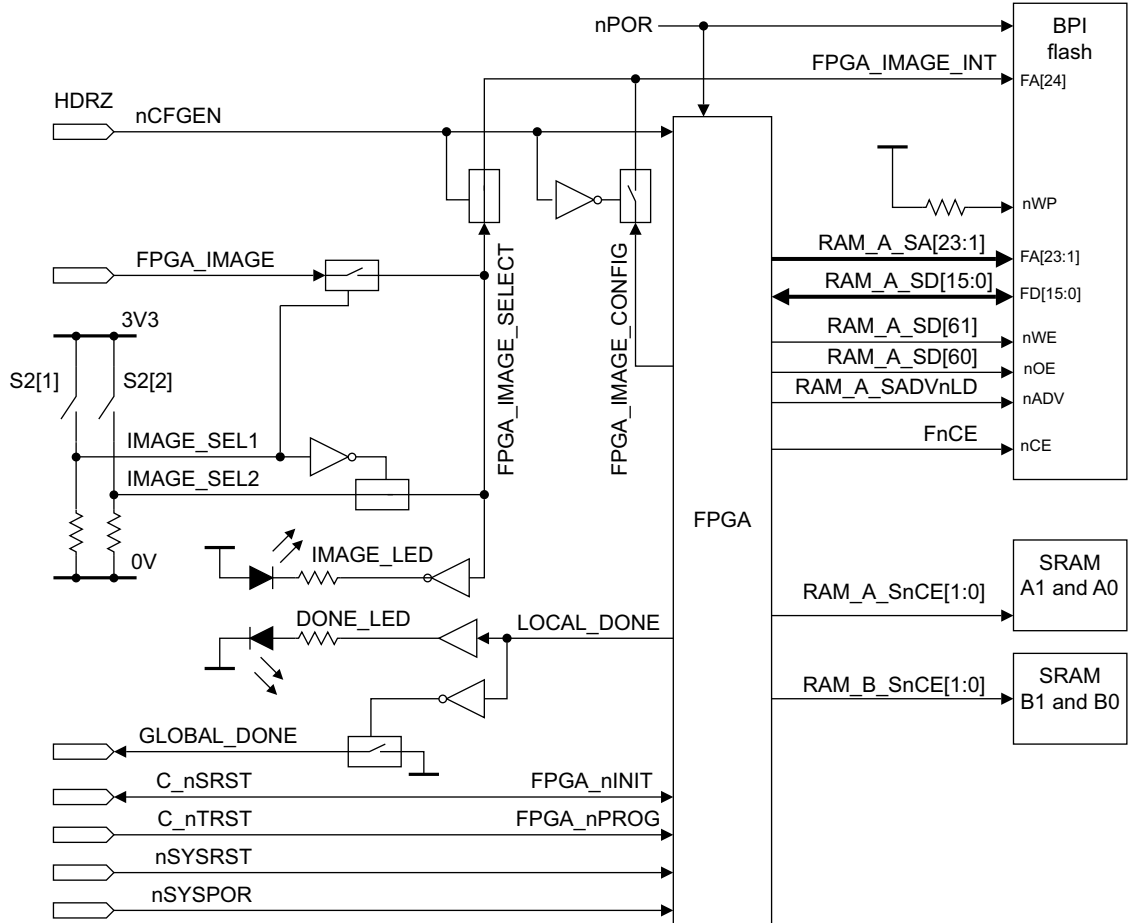 nPOR
BPI
flash
FPGA_IMAGE_INT
FA[24]
HDRZ
nCFGEN
nWP
FPGA_IMAGE
FPGA_IMAGE_SELECT
FPGA_IMAGE_CONFIG
RAM_A_SA[23:1]
FA[23:1]
RAM_A_SD[15:0]
FD[15:0]
3V3
RAM_A_SD[61]
nWE
S2[1]
S2[2]
RAM_A_SD[60]
nOE
RAM_A_SADVnLD
nADV
IMAGE_SEL1
FnCE
nCE
IMAGE_SEL2
FPGA
0V
IMAGE_LED
SRAM
A1 and A0
RAM_A_SnCE[1:0]
DONE_LED
LOCAL_DONE
SRAM
B1 and B0
RAM_B_SnCE[1:0]
GLOBAL_DONE
C_nSRST
FPGA_nINIT
C_nTRST
FPGA_nPROG
nSYSRST
nSYSPOR